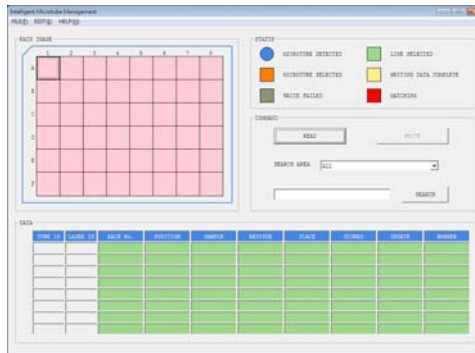 Intelligent Microtube Management
FILE(F) EDIT(E) HELP(H)
RACK IMAGE
1 2 3 4 5 6 7 8
A
B
C
D
E
F
STATUS
MICROTUBE DETECTED
LINE SELECTED
MICROTUBE SELECTED
WRITING DATA COMPLETE
WRITE FAILED
MATCHING
COMMAND
READ
WRITE
SEARCH AREA ALL
SEARCH
DATA
TUBE ID LASER ID RACK No. POSITION SAMPLE PLACE STORED UPDATE WORKER